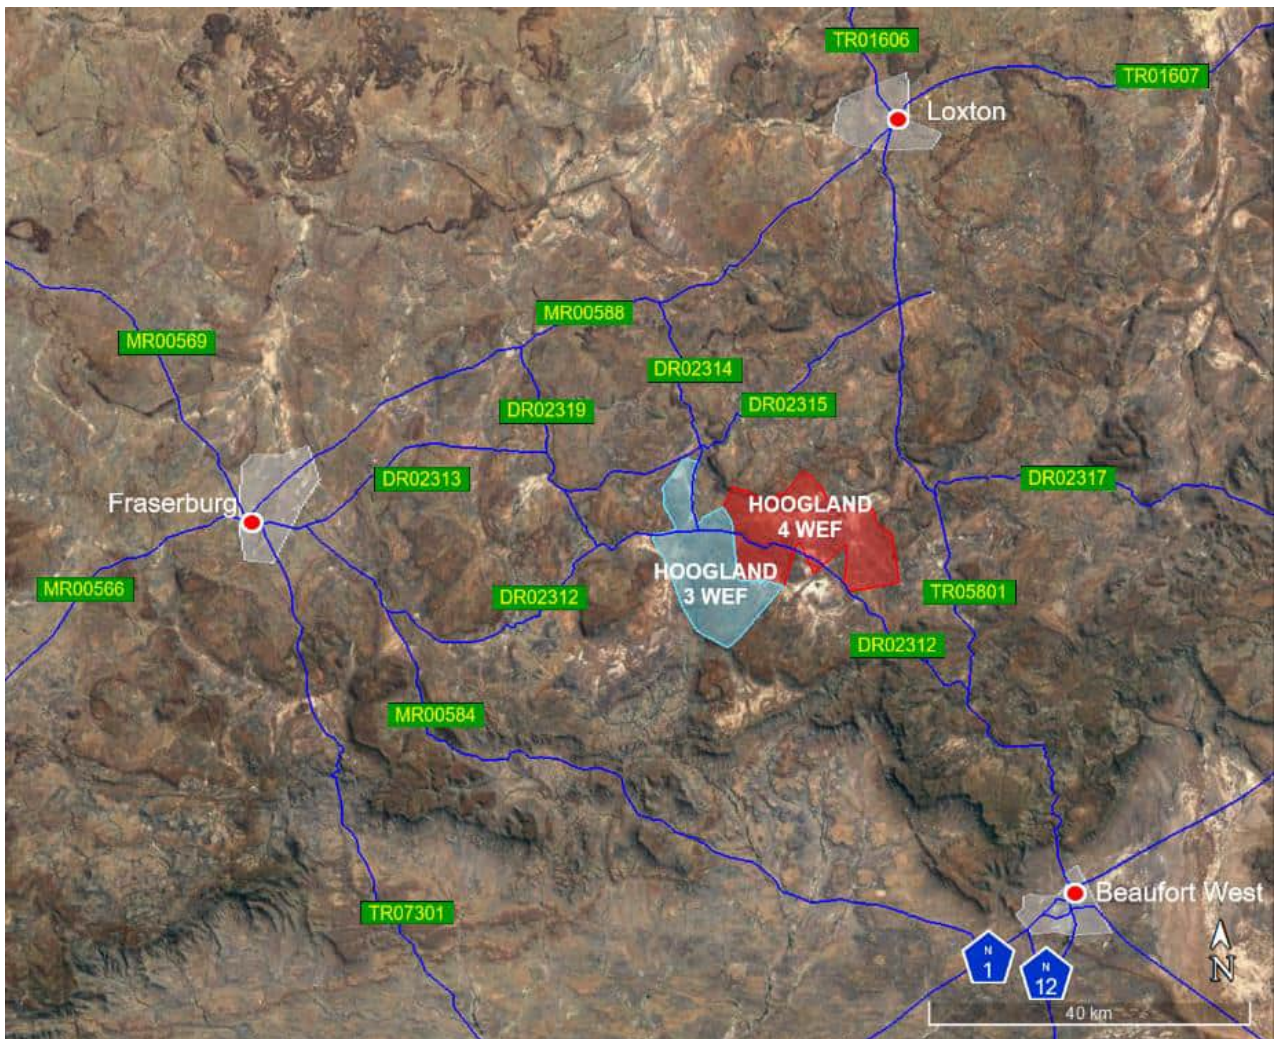 TR01606
TR01607
Loxton
MR00588
MR00569
DR02314
DR02315
DR02319
DR02313
DR02317
Fraserburg
HOOGLAND
4 WEF
HOOGLAND
3 WEF
MR00566
DR02312
TR05801
DR02312
MR00584
TR07301
Beaufort West
N
1
N
12
N
40 km